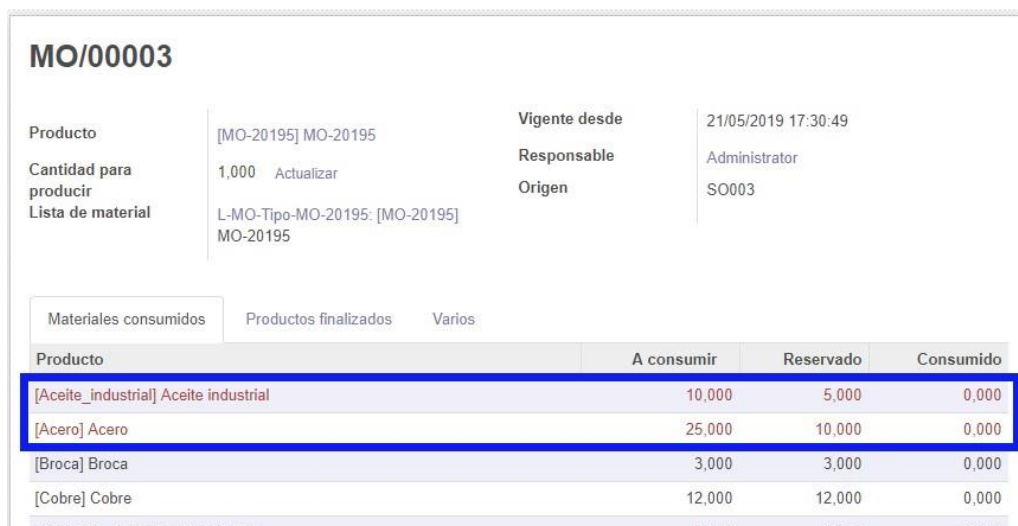 MO/00003
Producto [MO-20195] MO-20195
Cantidad para producir 1,000 Actualizar
Lista de material L-MO-Tipo-MO-20195: [MO-20195] MO-20195
Vigente desde 21/05/2019 17:30:49
Responsable Administrator
Origen SO003
Materiales consumidos Productos finalizados Varios
Producto A consumir Reservado Consumido
[Aceite_industrial] Aceite industrial 10,000 5,000 0,000
[Acero] Acero 25,000 10,000 0,000
[Broca] Broca 3,000 3,000 0,000
[Cobre] Cobre 12,000 12,000 0,000